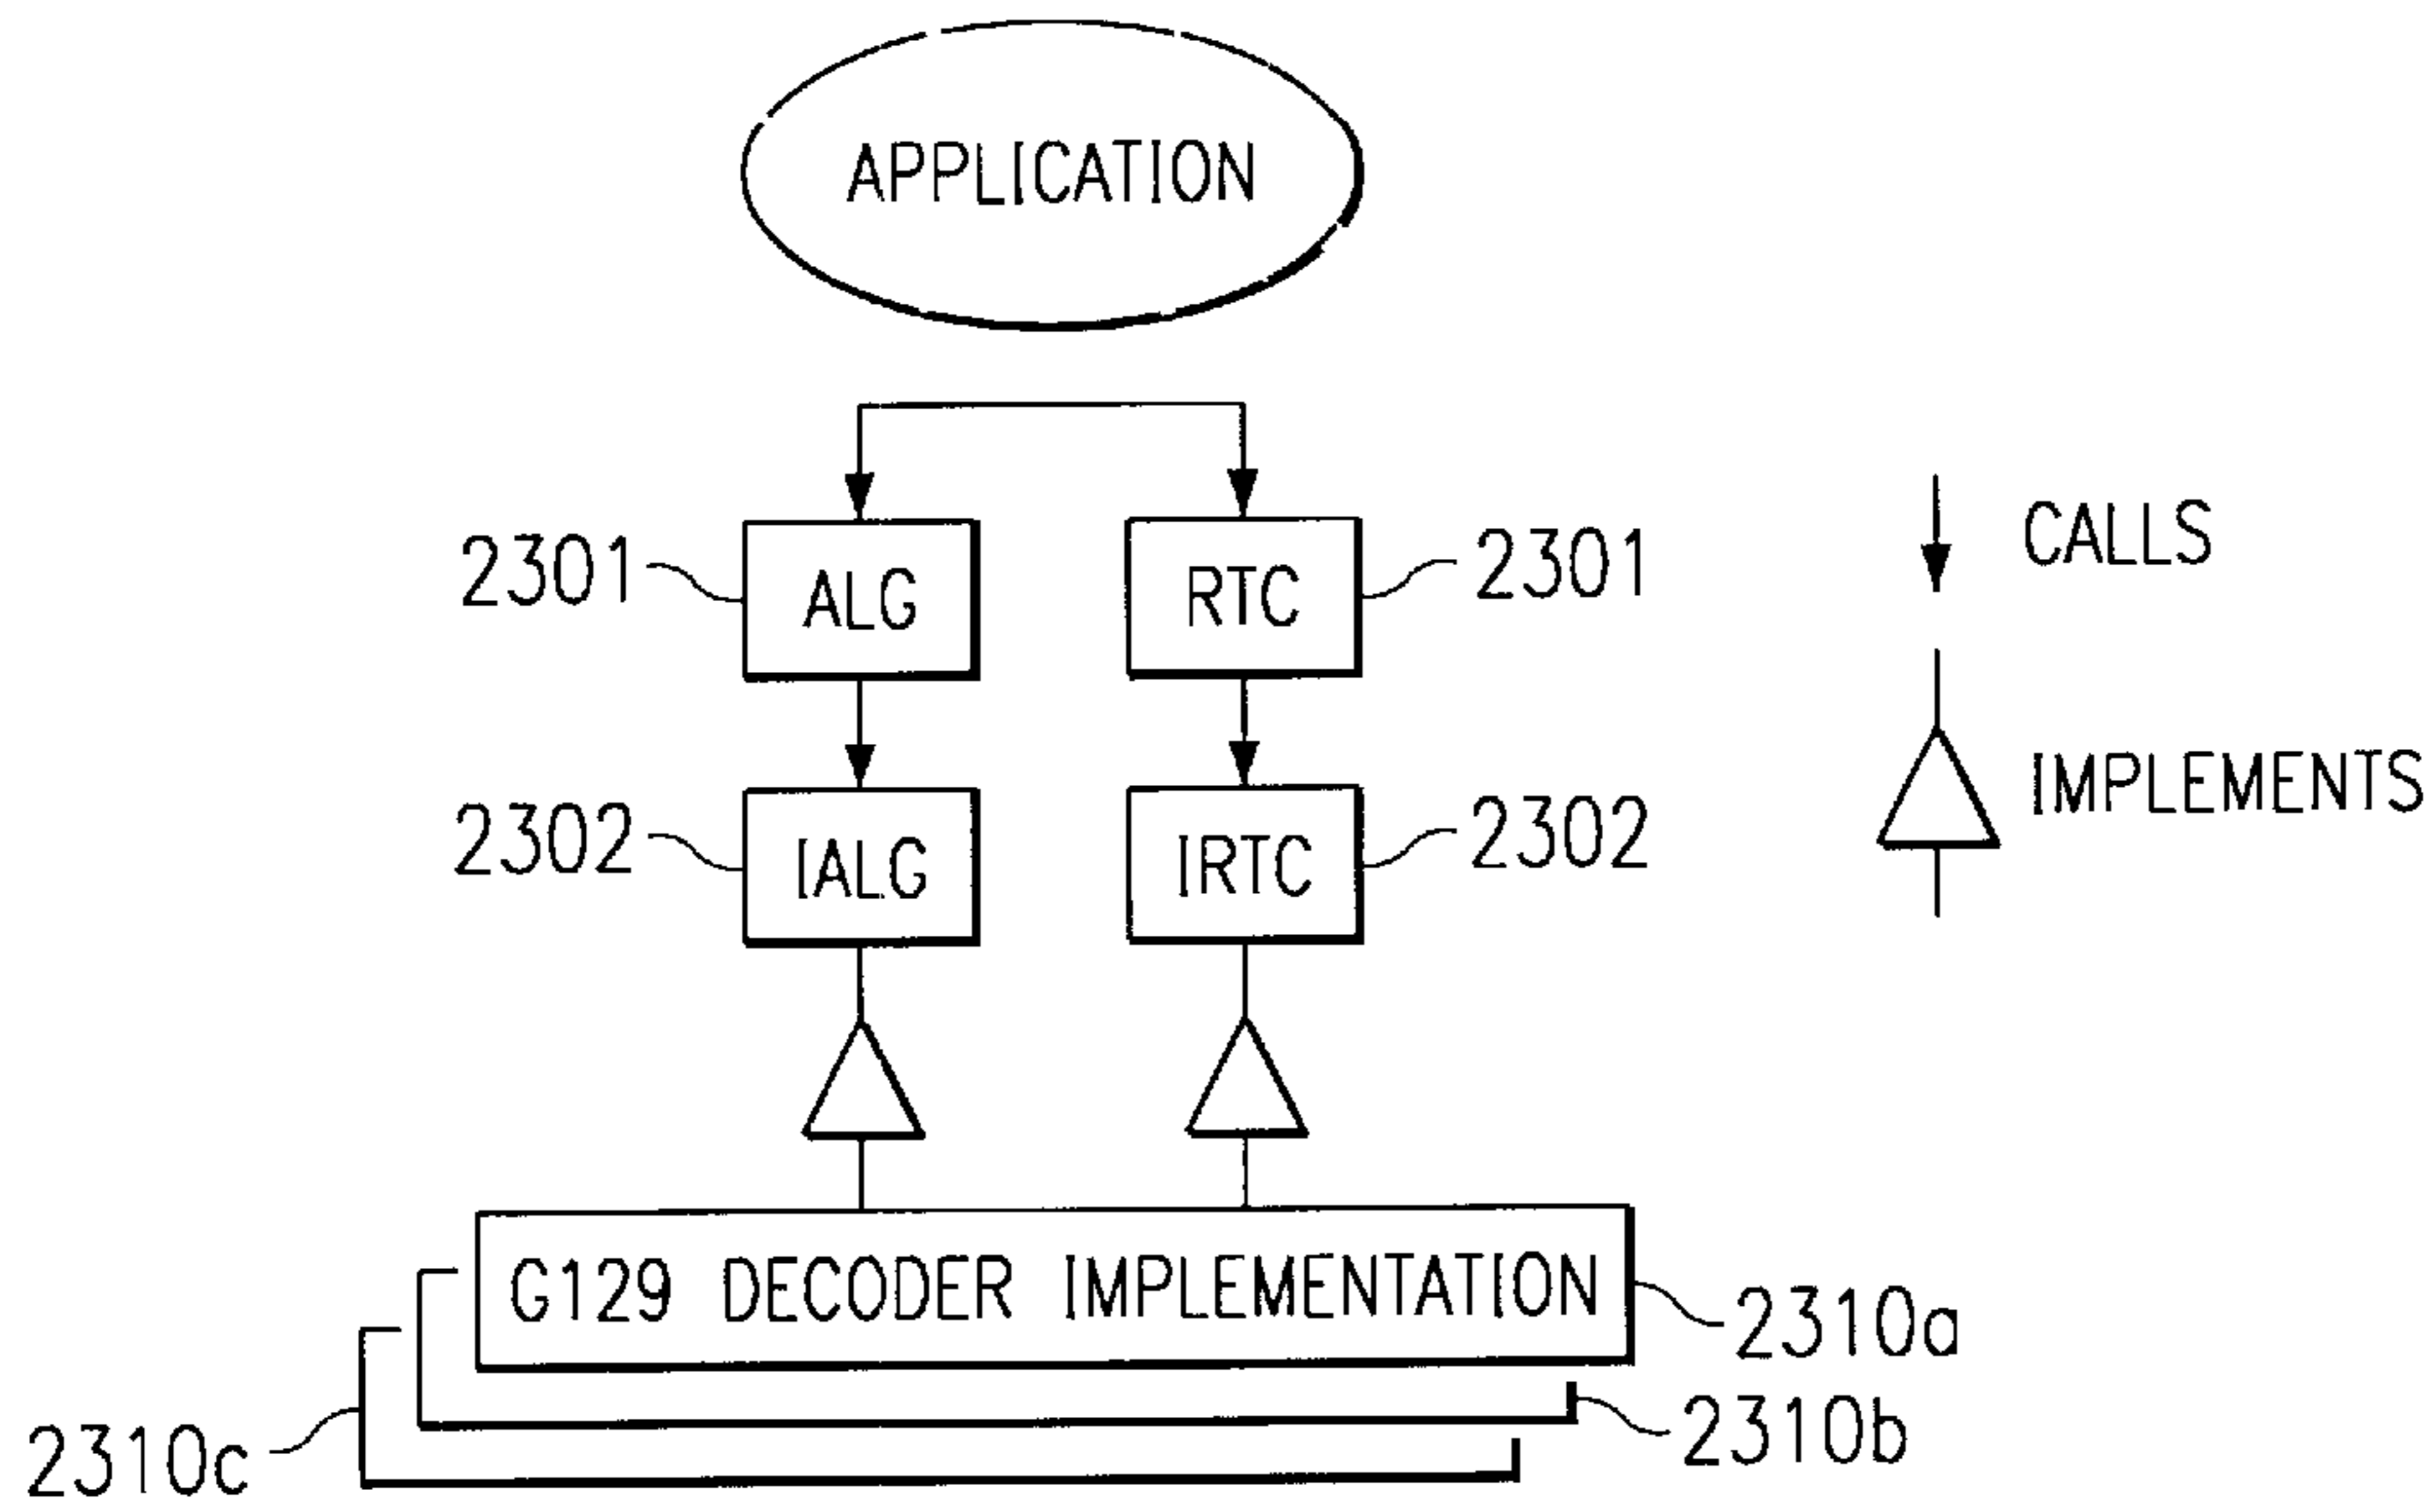 APPLICATION
2301 ALG RTC 2301
CALLS
2302 IALG IRTC 2302
IMPLEMENTS
G129 DECODER IMPLEMENTATION
2310a
2310b
2310c